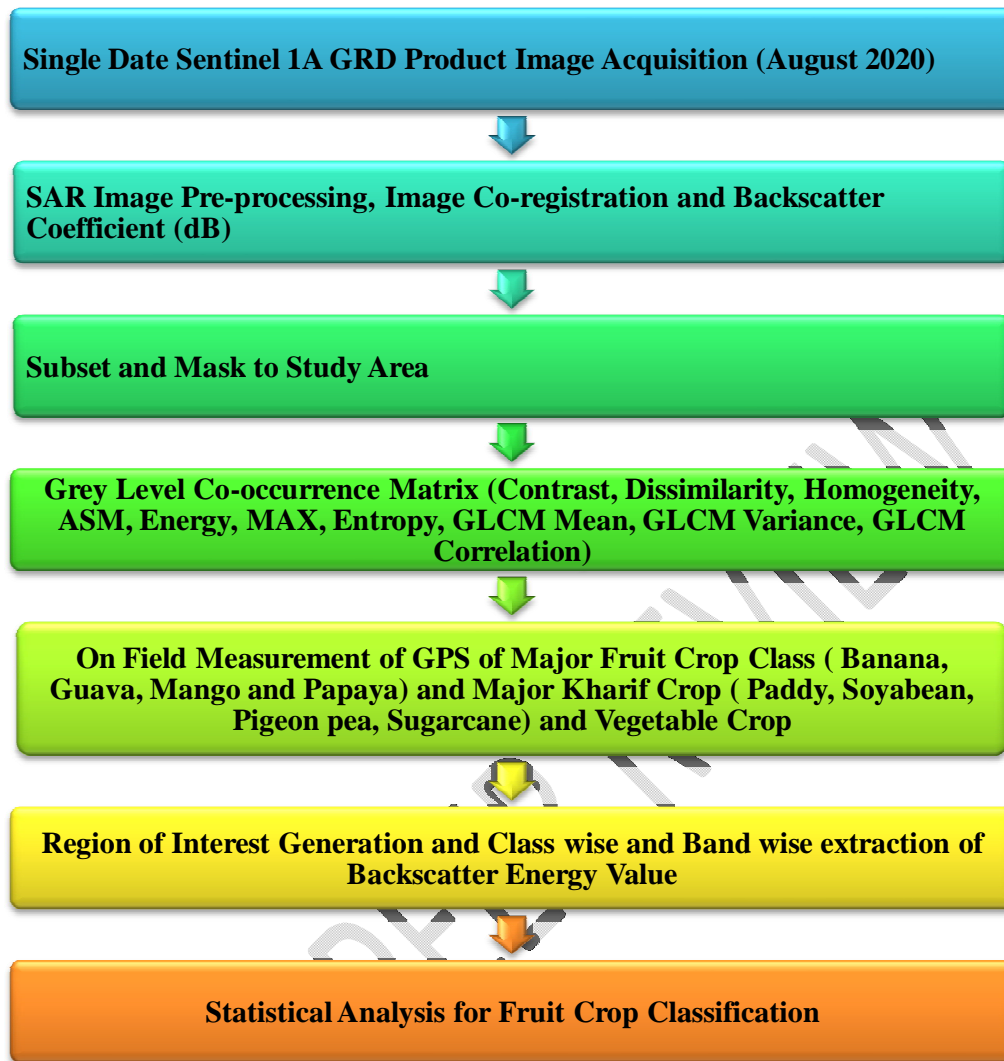 Single Date Sentinel 1A GRD Product Image Acquisition (August 2020)
SAR Image Pre-processing, Image Co-registration and Backscatter
Coefficient (dB)
Subset and Mask to Study Area
Grey Level Co-occurrence Matrix (Contrast, Dissimilarity, Homogeneity,
ASM, Energy, MAX, Entropy, GLCM Mean, GLCM Variance, GLCM
Correlation)
On Field Measurement of GPS of Major Fruit Crop Class ( Banana,
Guava, Mango and Papaya) and Major Kharif Crop ( Paddy, Soyabean,
Pigeon pea, Sugarcane) and Vegetable Crop
Region of Interest Generation and Class wise and Band wise extraction of
Backscatter Energy Value
Statistical Analysis for Fruit Crop Classification